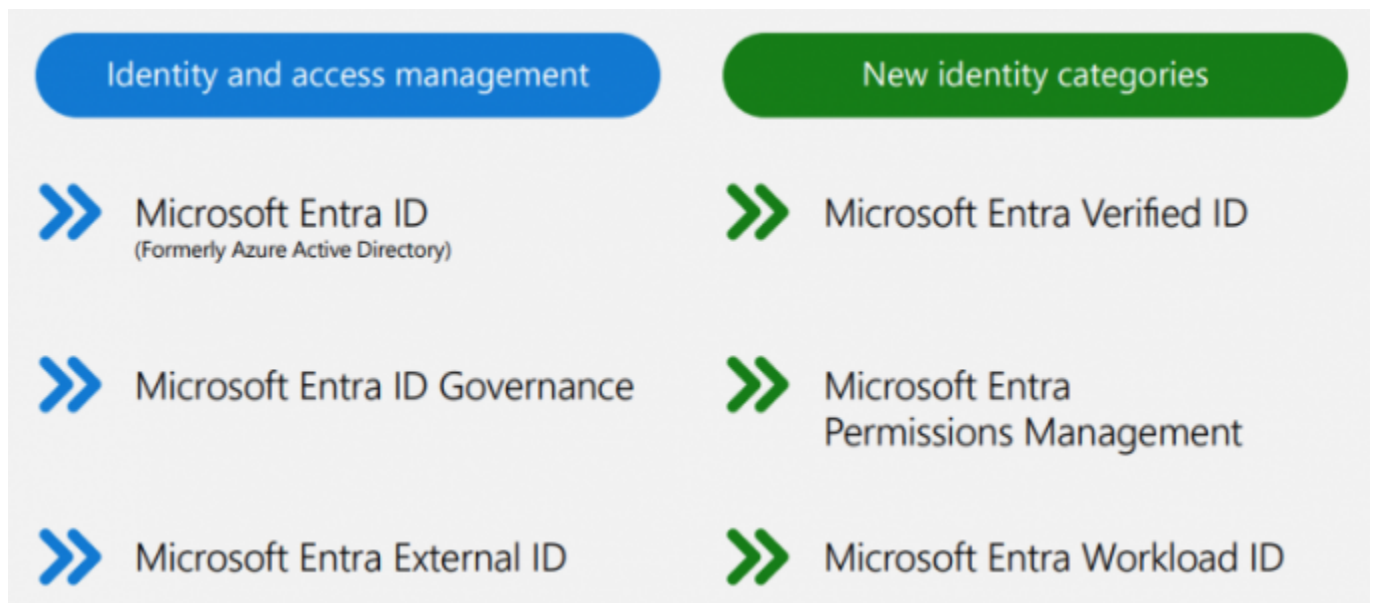 Identity and access management
Microsoft Entra ID
(Formerly Azure Active Directory)
Microsoft Entra ID Governance
Microsoft Entra External ID
New identity categories
Microsoft Entra Verified ID
Microsoft Entra
Permissions Management
Microsoft Entra Workload ID